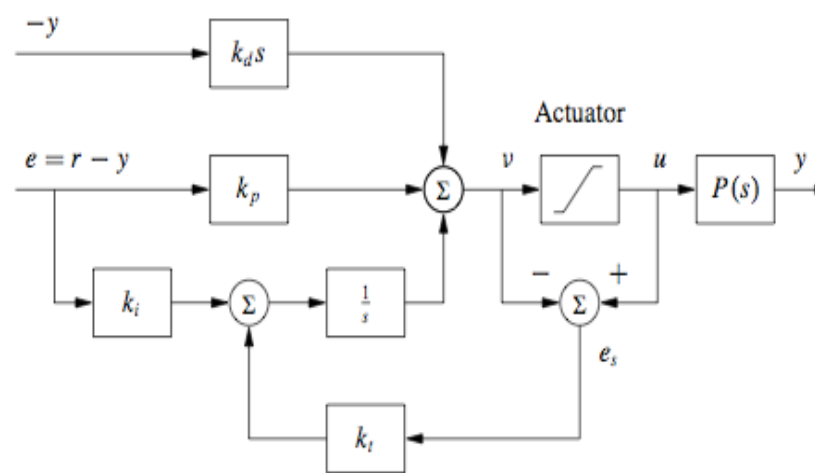 −y
k_d s
Actuator
e = r − y
k_p
Σ
v
u
P(s)
y
k_i
Σ
1/s
−
+
Σ
e_s
k_t